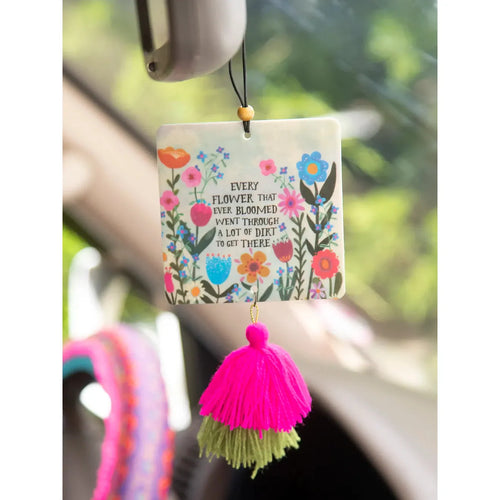 EVERY
FLOWER THAT
EVER BLOOMED
WENT THROUGH
A LOT OF DIRT
TO GET THERE